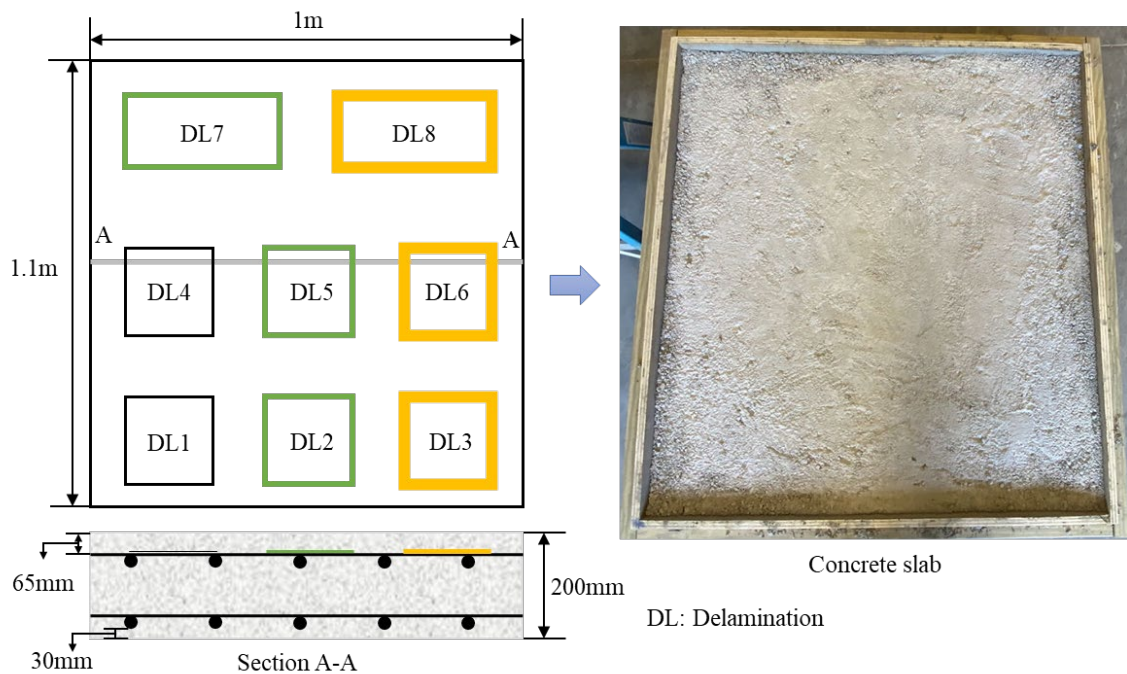 1m
DL7
DL8
A
A
1.1m
DL4
DL5
DL6
DL1
DL2
DL3
65mm
200mm
30mm
Section A-A
Concrete slab
DL: Delamination